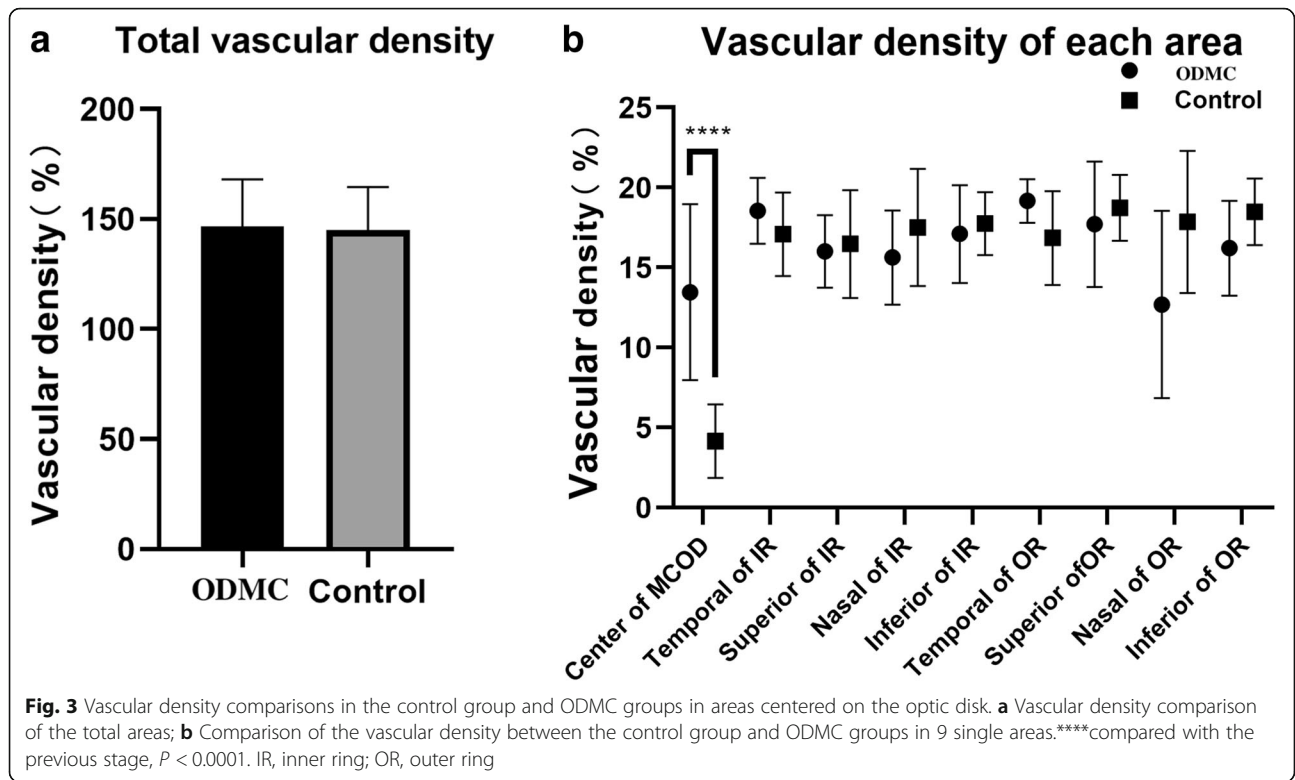 a Total vascular density
Vascular density( %)
200
150
100
50
0
ODMC Control
b Vascular density of each area
ODMC
Control
Vascular density( %)
25
20
15
10
5
0
****
Center of MCOD
Temporal of IR
Superior of IR
Nasal of IR
Inferior of IR
Temporal of OR
Superior ofOR
Nasal of OR
Inferior of OR
Fig. 3 Vascular density comparisons in the control group and ODMC groups in areas centered on the optic disk. a Vascular density comparison
of the total areas; b Comparison of the vascular density between the control group and ODMC groups in 9 single areas.****compared with the
previous stage, P < 0.0001. IR, inner ring; OR, outer ring